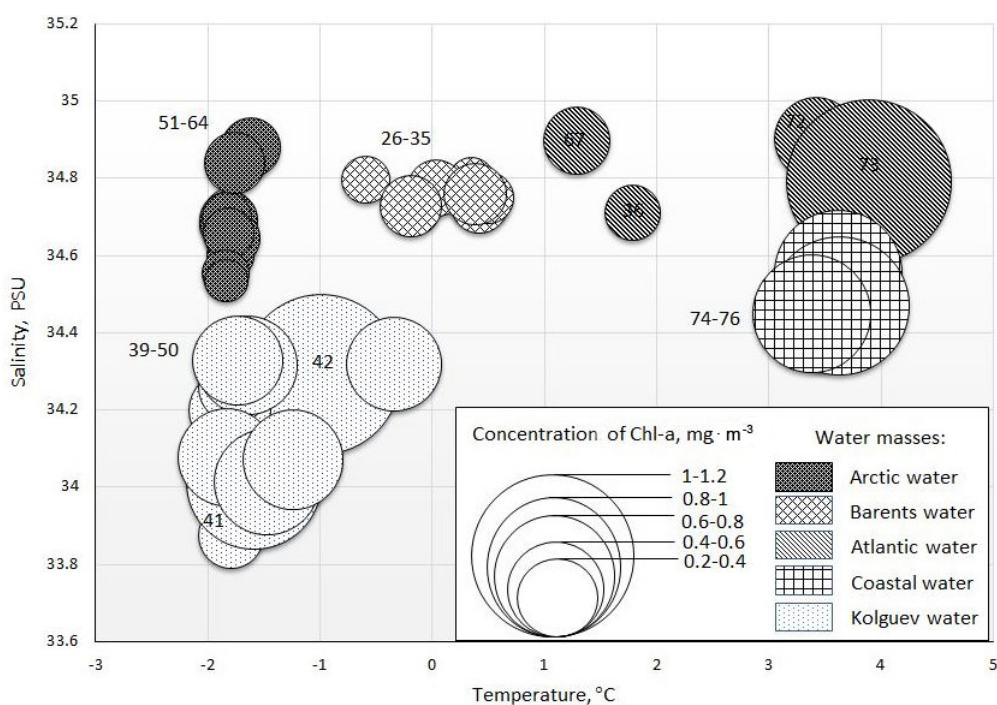 35.2
35
34.8
34.6
34.4
34.2
34
33.8
33.6
Salinity, PSU
-3 -2 -1 0 1 2 3 4 5
Temperature, °C
51-64
26-35
67
36
72
73
74-76
39-50
42
41
Concentration of Chl-a, mg· m⁻³
1-1.2
0.8-1
0.6-0.8
0.4-0.6
0.2-0.4
Water masses:
Arctic water
Barents water
Atlantic water
Coastal water
Kolguev water